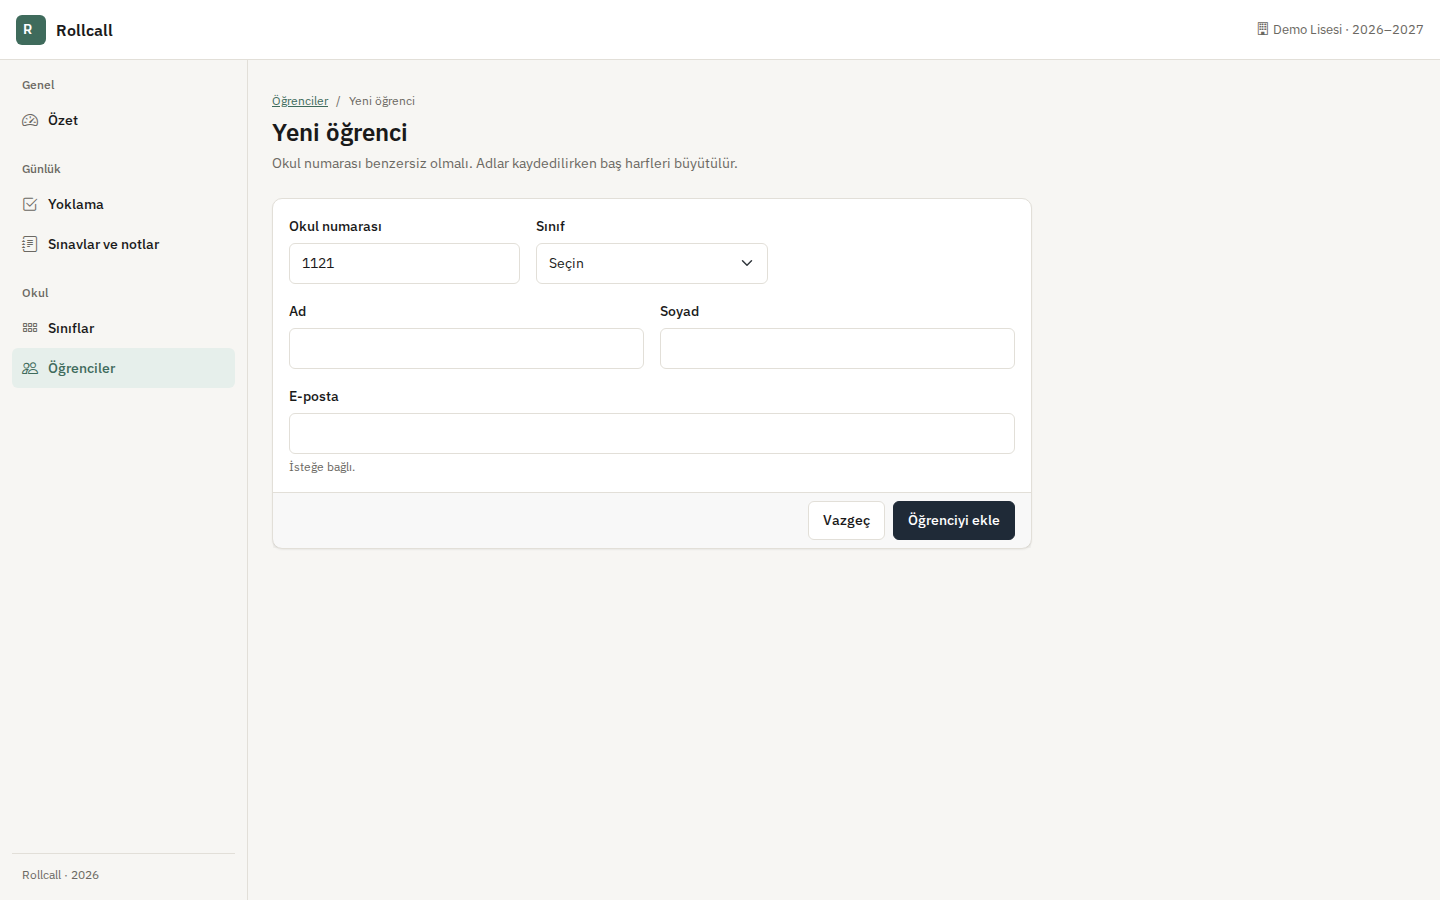 R Rollcall
Demo Lisesi · 2026–2027
Genel
Özet
Günlük
Yoklama
Sınavlar ve notlar
Okul
Sınıflar
Öğrenciler
Rollcall · 2026
Öğrenciler / Yeni öğrenci
Yeni öğrenci
Okul numarası benzersiz olmalı. Adlar kaydedilirken baş harfleri büyütülür.
Okul numarası Sınıf
1121 Seçin
Ad Soyad
E-posta
İsteğe bağlı.
Vazgeç Öğrenciyi ekle